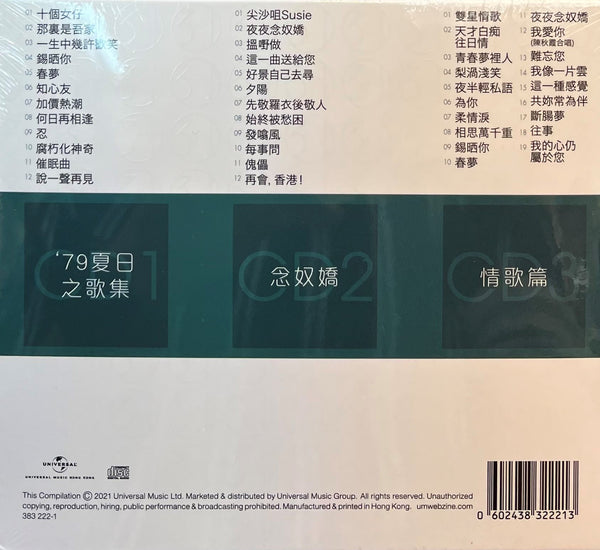 01 十個女仔
02 那裏是吾家
03 一生中幾許歡笑
04 錫晒你
05 春夢
06 知心友
07 加價熱潮
08 何日再相逢
09 忍
10 腐朽化神奇
11 催眠曲
12 說一聲再見
01 尖沙咀Susie
02 夜夜念奴嬌
03 搵嘢做
04 這一曲送給您
05 好景自己去尋
06 夕陽
07 先敬羅衣後敬人
08 始終被愁困
09 發噏風
10 每事問
11 傀儡
12 再會, 香港!
01 雙星情歌
02 天才白痴
往日情
03 青春夢裡人
04 梨渦淺笑
05 夜半輕私語
06 為你
07 柔情淚
08 相思萬千重
09 錫晒你
10 春夢
11 夜夜念奴嬌
12 我愛你
(陳秋霞合唱)
13 難忘您
14 我像一片雲
15 這一種感覺
16 共妳常為伴
17 斷腸夢
18 往事
19 我的心仍
屬於您
CD1
'79夏日
之歌集
CD2
念奴嬌
CD3
情歌篇
UNIVERSAL
UNIVERSAL MUSIC HONG KONG
This Compilation Ⓒ 2021 Universal Music Ltd. Marketed & distributed by Universal Music Group. All rights reserved. Unauthorized
copying, reproduction, hiring, public performance & broadcasting prohibited. Manufactured & printed in Hong Kong. umwebzine.com
383 222-1
0 602438 322213